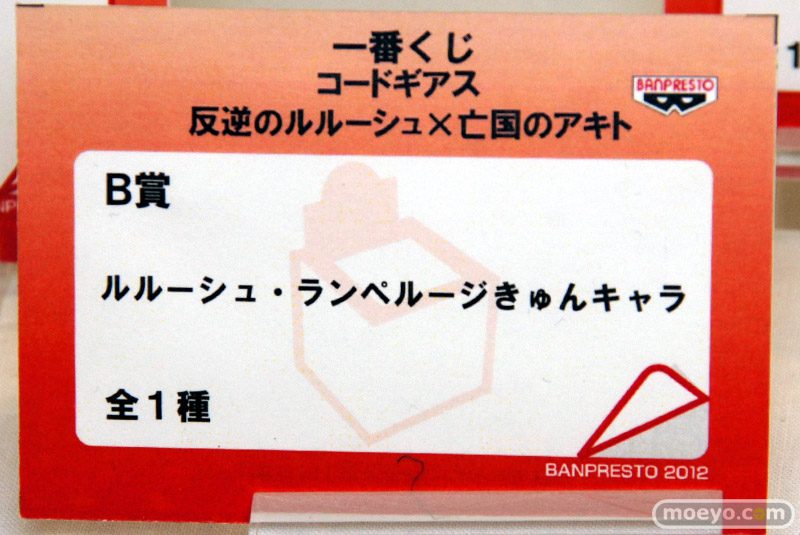 一番くじ
コードギアス
反逆のルルーシュ×亡国のアキト
BANPRESTO
B賞
ルルーシュ・ランペルージきゅんキャラ
全1種
BANPRESTO 2012
moeyo.com